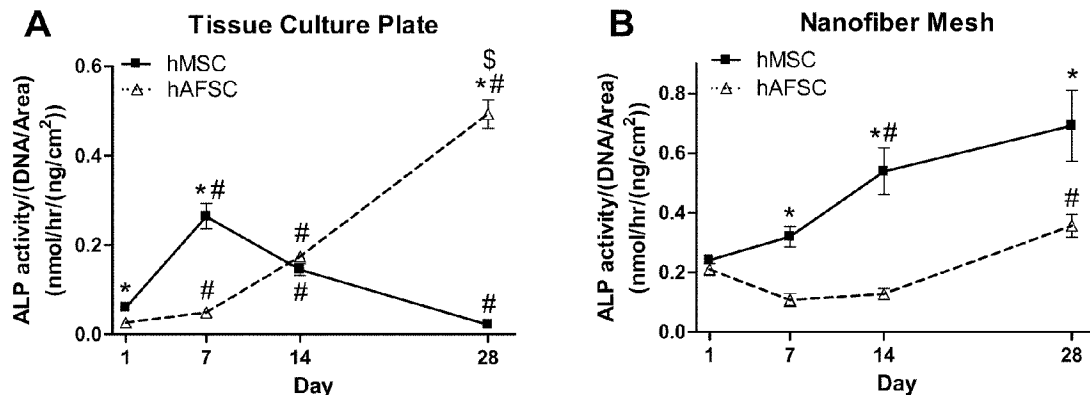 A
Tissue Culture Plate
hMSC
hAFSC
ALP activity/(DNA/Area)
(nmol/hr/(ng/cm²)
0.6
0.4
0.2
0.0
*
*#
#
#
#
$
*#
#
1
7
14
28
Day
B
Nanofiber Mesh
hMSC
hAFSC
ALP activity/(DNA/Area)
(nmol/hr/(ng/cm²)
0.8
0.6
0.4
0.2
0.0
*
*#
*
#
1
7
14
28
Day